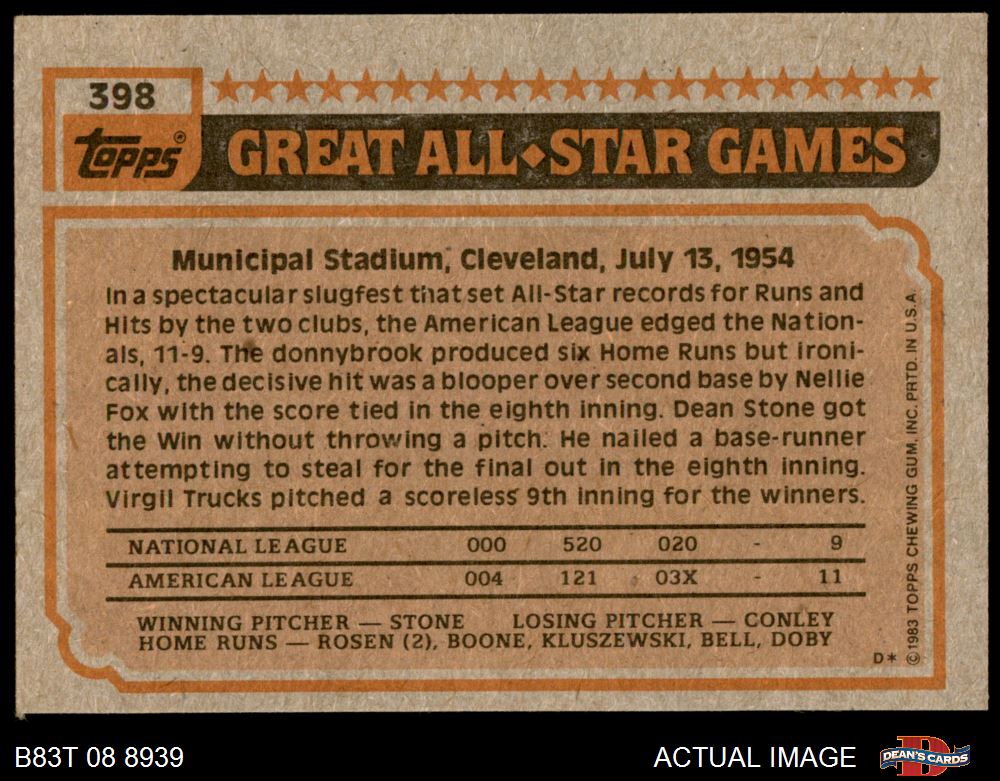 398
topps®
GREAT ALL◆STAR GAMES
Municipal Stadium, Cleveland, July 13, 1954
In a spectacular slugfest that set All-Star records for Runs and
Hits by the two clubs, the American League edged the Nation-
als, 11-9. The donnybrook produced six Home Runs but ironi-
cally, the decisive hit was a blooper over second base by Nellie
Fox with the score tied in the eighth inning. Dean Stone got
the Win without throwing a pitch. He nailed a base-runner
attempting to steal for the final out in the eighth inning.
Virgil Trucks pitched a scoreless 9th inning for the winners.
NATIONAL LEAGUE 000 520 020 - 9
AMERICAN LEAGUE 004 121 03X - 11
WINNING PITCHER — STONE LOSING PITCHER — CONLEY
HOME RUNS — ROSEN (2), BOONE, KLUSZEWSKI, BELL, DOBY
D*
© 1983 TOPPS CHEWING GUM, INC. PRTD. IN U.S.A.
B83T 08 8939
ACTUAL IMAGE
DEAN'S CARDS